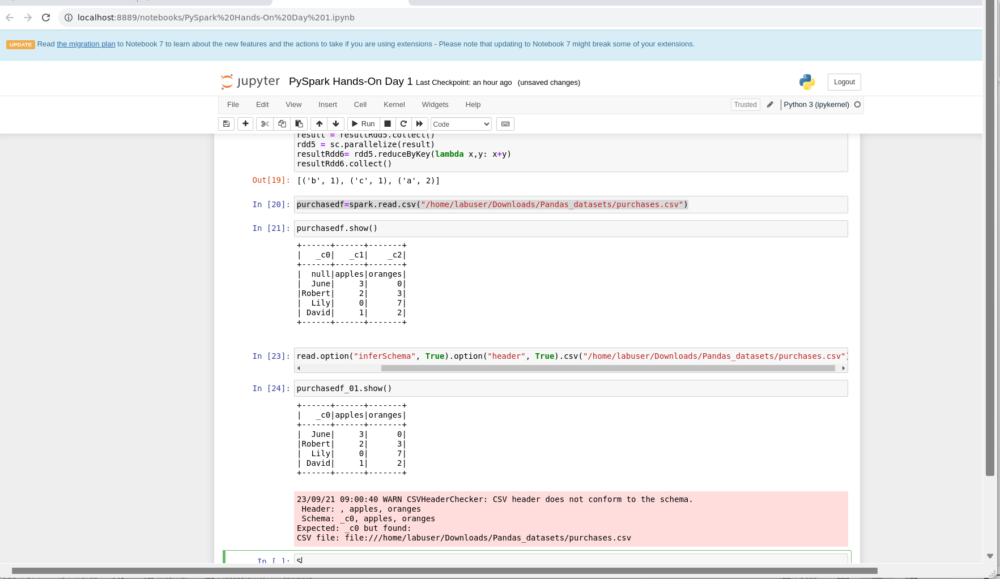 localhost:8889/notebooks/PySpark%20Hands-On%20Day%201.ipynb
UPDATE Read the migration plan to Notebook 7 to learn about the new features and the actions to take if you are using extensions - Please note that updating to Notebook 7 might break some of your extensions.
jupyter PySpark Hands-On Day 1 Last Checkpoint: an hour ago (unsaved changes) Logout
File Edit View Insert Cell Kernel Widgets Help Trusted Python 3 (ipykernel)
Run Code
result = resultRdd5.collect()
rdd5 = sc.parallelize(result)
resultRdd6= rdd5.reduceByKey(lambda x,y: x+y)
resultRdd6.collect()
Out[19]: [('b', 1), ('c', 1), ('a', 2)]
In [20]: purchasedf=spark.read.csv("/home/labuser/Downloads/Pandas_datasets/purchases.csv")
In [21]: purchasedf.show()
+------+------+-------+
|   _c0|   _c1|    _c2|
+------+------+-------+
|  null|apples|oranges|
|  June|     3|      0|
|Robert|     2|      3|
|  Lily|     0|      7|
| David|     1|      2|
+------+------+-------+
In [23]: read.option("inferSchema", True).option("header", True).csv("/home/labuser/Downloads/Pandas_datasets/purchases.csv")
In [24]: purchasedf_01.show()
+------+------+-------+
|   _c0|apples|oranges|
+------+------+-------+
|  June|     3|      0|
|Robert|     2|      3|
|  Lily|     0|      7|
| David|     1|      2|
+------+------+-------+
23/09/21 09:00:40 WARN CSVHeaderChecker: CSV header does not conform to the schema.
Header: , apples, oranges
Schema: _c0, apples, oranges
Expected: _c0 but found:
CSV file: file:///home/labuser/Downloads/Pandas_datasets/purchases.csv
In [ ]: S